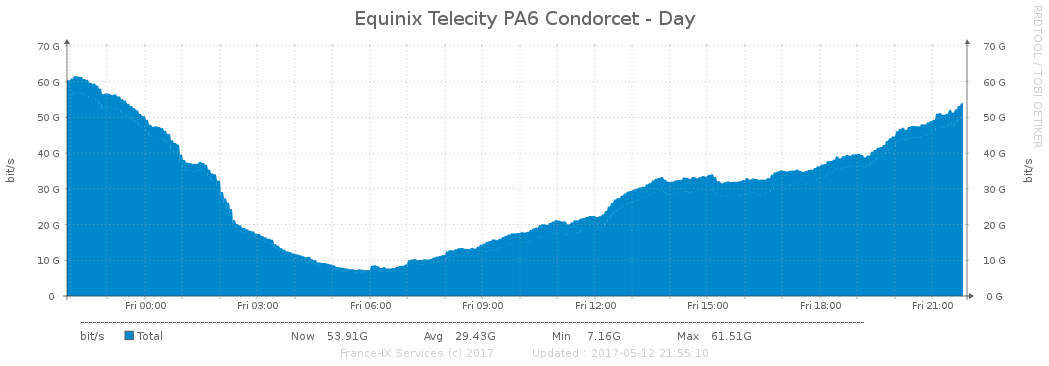 Equinix Telecity PA6 Condorcet - Day
RRDTOOL / TOBI OETIKER
bit/s
bit/s
70 G 70 G
60 G 60 G
50 G 50 G
40 G 40 G
30 G 30 G
20 G 20 G
10 G 10 G
0 0 G
Fri 00:00 Fri 03:00 Fri 06:00 Fri 09:00 Fri 12:00 Fri 15:00 Fri 18:00 Fri 21:00
bit/s Total Now 53.91G Avg 29.43G Min 7.16G Max 61.51G
France-IX Services (c) 2017 Updated : 2017-05-12 21:55:10